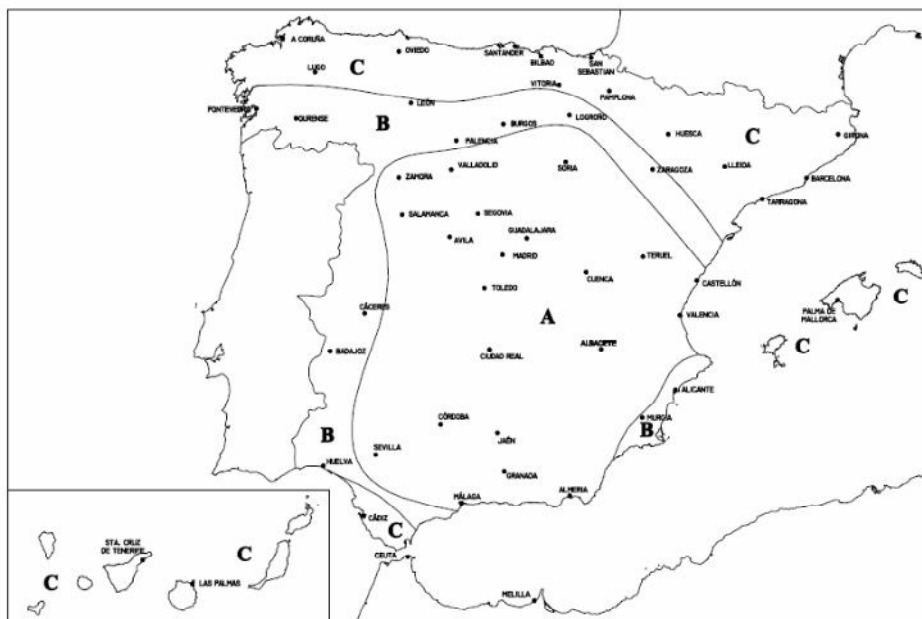 A CORUÑA
OVIEDO
SANTANDER
BILBAO
SAN
SEBASTIAN
LUGO
C
VITORIA
PAMPLONA
PONTEVEDRA
OURENSE
B
LEÓN
BURGOS
LOGROÑO
HUESCA
C
GIRONA
PALENCIA
ZAMORA
VALLADOLID
SORIA
ZARAGOZA
LLEIDA
BARCELONA
TARRAGONA
SALAMANCA
SEGOVIA
AVILA
GUADALAJARA
MADRID
TERUEL
CUENCA
CASTELLÓN
TOLEDO
CÁCERES
A
VALENCIA
PALMA DE
MALLORCA
C
C
BADAJOZ
CIUDAD REAL
ALBACETE
ALICANTE
CÓRDOBA
MURCIA
B
B
HUELVA
SEVILLA
JAÉN
GRANADA
MÁLAGA
ALMERIA
CÁDIZ
C
CEUTA
MELILLA
STA. CRUZ
DE TENERIFE
C
C
LAS PALMAS